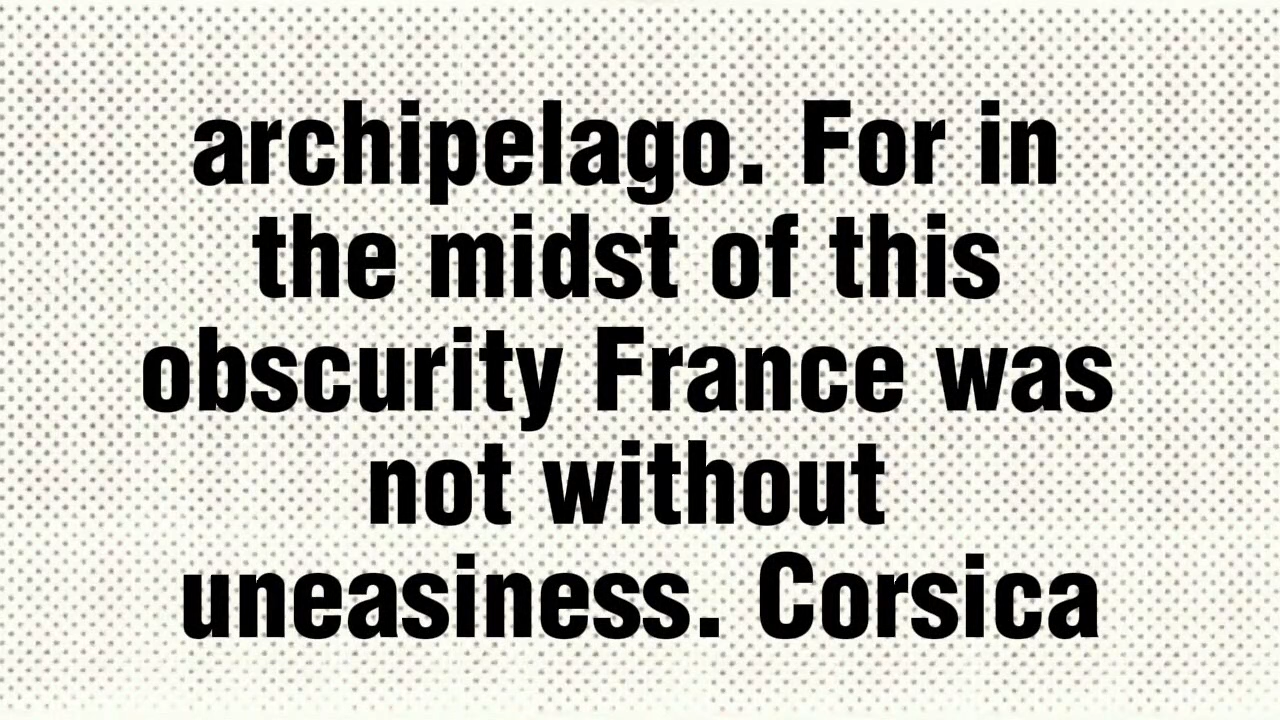 archipelago. For in
the midst of this
obscurity France was
not without
uneasiness. Corsica